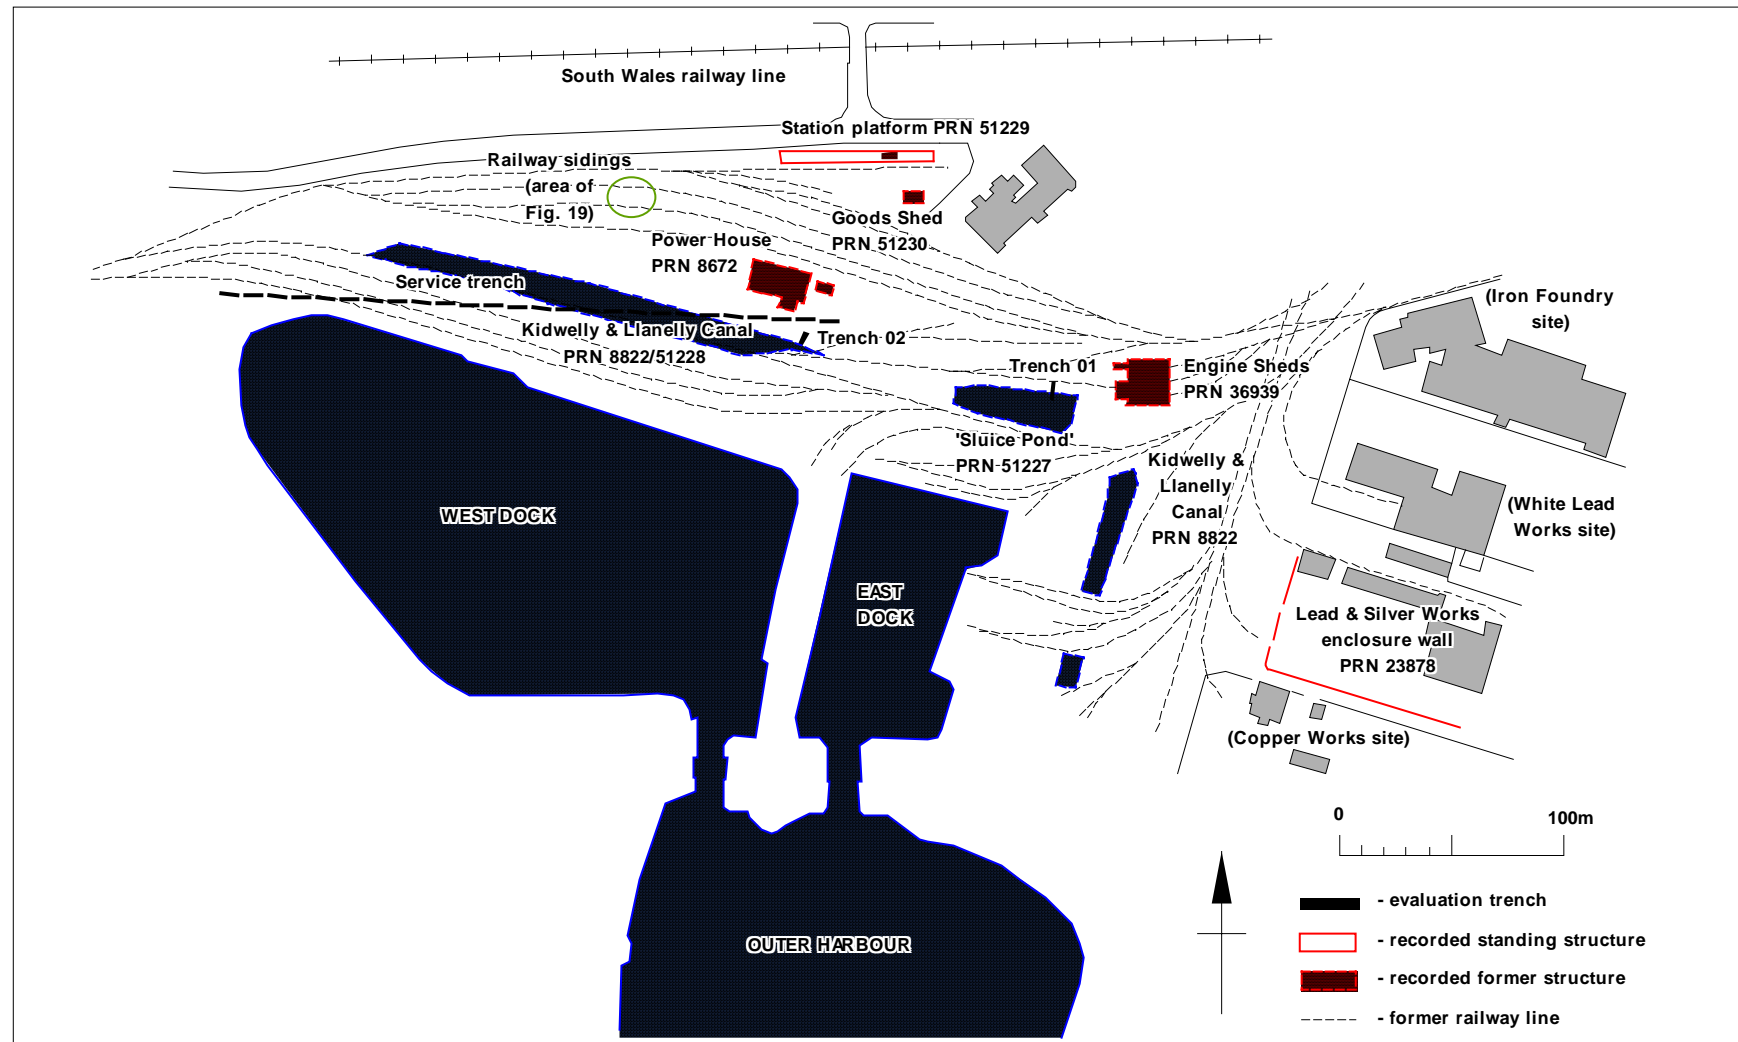 South Wales railway line
Station platform PRN 51229
Railway sidings
(area of
Fig. 19)
Goods Shed
PRN 51230
Power House
PRN 8672
Service trench
Kidwelly & Llanelly Canal
PRN 8822/51228
Trench 02
Trench 01
Engine Sheds
PRN 36939
(Iron Foundry
site)
'Sluice Pond'
PRN 51227
Kidwelly &
Llanelly
Canal
PRN 8822
(White Lead
Works site)
WEST DOCK
EAST
DOCK
Lead & Silver Works
enclosure wall
PRN 23878
(Copper Works site)
OUTER HARBOUR
0 100m
- evaluation trench
- recorded standing structure
- recorded former structure
- former railway line